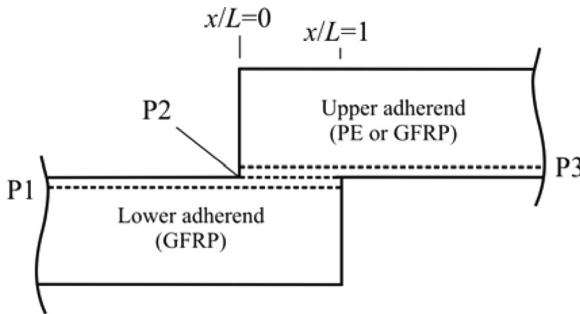 x/L=0
x/L=1
Upper adherend
(PE or GFRP)
P2
P3
P1
Lower adherend
(GFRP)